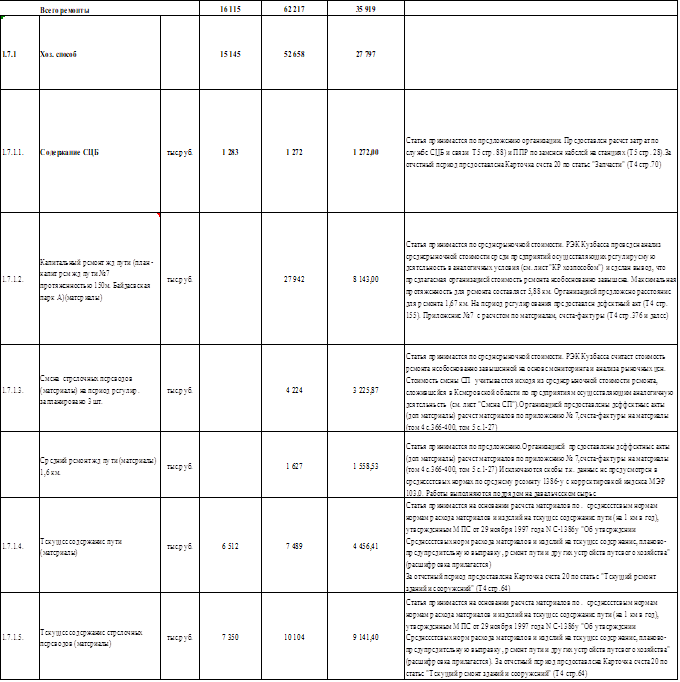 Всего ремонты 16 115 62 217 35 919
1.7.1 Хоз. способ 15 145 52 658 27 797
1.7.1.1. Содержание СЦБ тыс руб. 1 283 1 272 1 272,00
Статья принимается по предложению организации. Предоставлен расчет затрат по
службе СЦБ и связи Т5 стр. 88) и ППР по замене кабелей на станциях (Т5 стр. 28) За
отчетный период предоставлена Карточка счета 20 по статье "Запчасти" (Т4 стр.70)
1.7.1.2. Капитальный ремонт жд пути (план -
капит рем жд пути №7
протяженностью 150м. Байдаевская
парк А)(материалы)
тыс руб. 27 942 8 143,00
Статья принимается по среднерыночной стоимости. РЭК Кузбасса проведен анализ
среднерыночной стоимости среди предприятий осуществляющих регулируемую
деятельность в аналогичных условия (см. лист "КР хозспособом") и сделан вывод, что
предлагаемая организацией стоимость ремонта необоснованно завышена. Максимальная
протяженность для ремонта составляет 5,88 км. Организацией предложено расстояние
для ремонта 1,67 км. На период регулирования предоставлен дефектный акт (Т4 стр.
155). Приложение №7 с расчетом по материалам, счета-фактуры (Т4 стр.376 и далее)
1.7.1.3. Смена стрелочных переводов
(материалы) на период регулир.
запланировано 3 шт.
тыс руб. 4 224 3 225,87
Статья принимается по среднерыночной стоимости. РЭК Кузбасса считает стоимость
ремонта необоснованно завышенной на основе мониторинга и анализа рыночных цен.
Стоимость смены СП учитывается исходя из среднерыночной стоимости ремонта,
сложившейся в Кемеровской области по предприятиям осуществляющим аналогичную
деятельность (см. лист "Смена СП").Организацией предоставлены деффектные акты
(доп материалы) расчет материалов по приложению № 7,счета-фактуры на материалы
(том 4 с.366-400, том 5 с.1-27)
Средний ремонт жд пути (материалы)
1,6 км.
тыс руб. 1 627 1 558,53
Статья принимается по предложению.Организацией предоставлены деффектные акты
(доп материалы) расчет материалов по приложению № 7,счета-фактуры на материалы
(том 4 с.366-400, том 5 с.1-27) Исключаются скобы т.к. данные не предусмотрен в
среднесетевых нормах по среднему ремонту 1386-у с корректировкой индекса МЭР
103,0. Работы выполняются подрядом на давальческом сырье
1.7.1.4. Текущее содержание пути
(материалы)
тыс руб. 6 512 7 489 4 456,41
Статья принимается на основании расчета материалов по . среднесетевым нормам
нормам расхода материалов и изделий на текущее содержание пути (на 1 км в год),
утвержденным МПС от 29 ноября 1997 года N С-1386у "Об утверждении
Среднесетевых норм расхода материалов и изделий на текущее содержание, планово-
предупредительную выправку, ремонт пути и других устройств путевого хозяйства"
(расшифровка прилагается)
За отчетный период предоставлена Карточка счета 20 по статье "Текущий ремонт
зданий и сооружений" (Т4 стр.64)
1.7.1.5. Текущее содержание стрелочных
переводов (материалы)
тыс руб. 7 350 10 104 9 141,40
Статья принимается на основании расчета материалов по . среднесетевым нормам
нормам расхода материалов и изделий на текущее содержание пути (на 1 км в год),
утвержденным МПС от 29 ноября 1997 года N С-1386у "Об утверждении
Среднесетевых норм расхода материалов и изделий на текущее содержание, планово-
предупредительную выправку, ремонт пути и других устройств путевого хозяйства"
(расшифровка прилагается). За отчетный период предоставлена Карточка счета 20 по
статье "Текущий ремонт зданий и сооружений" (Т4 стр.64)